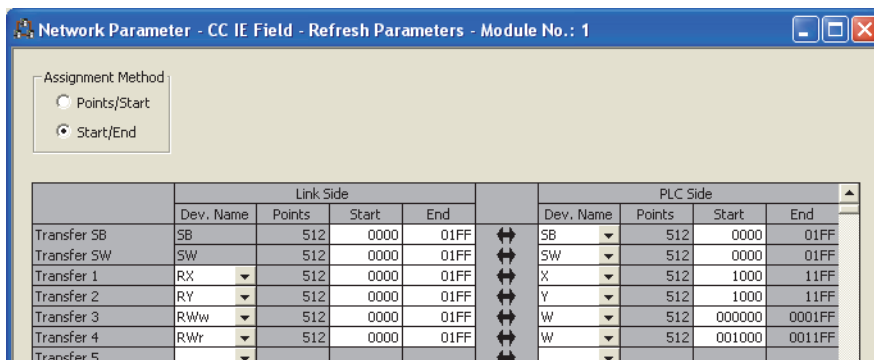 Network Parameter - CC IE Field - Refresh Parameters - Module No.: 1
Assignment Method
Points/Start
Start/End
Link Side PLC Side
Dev. Name Points Start End Dev. Name Points Start End
Transfer SB SB 512 0000 01FF SB 512 0000 01FF
Transfer SW SW 512 0000 01FF SW 512 0000 01FF
Transfer 1 RX 512 0000 01FF X 512 1000 11FF
Transfer 2 RY 512 0000 01FF Y 512 1000 11FF
Transfer 3 RWw 512 0000 01FF W 512 000000 0001FF
Transfer 4 RWr 512 0000 01FF W 512 001000 0011FF
Transfer 5